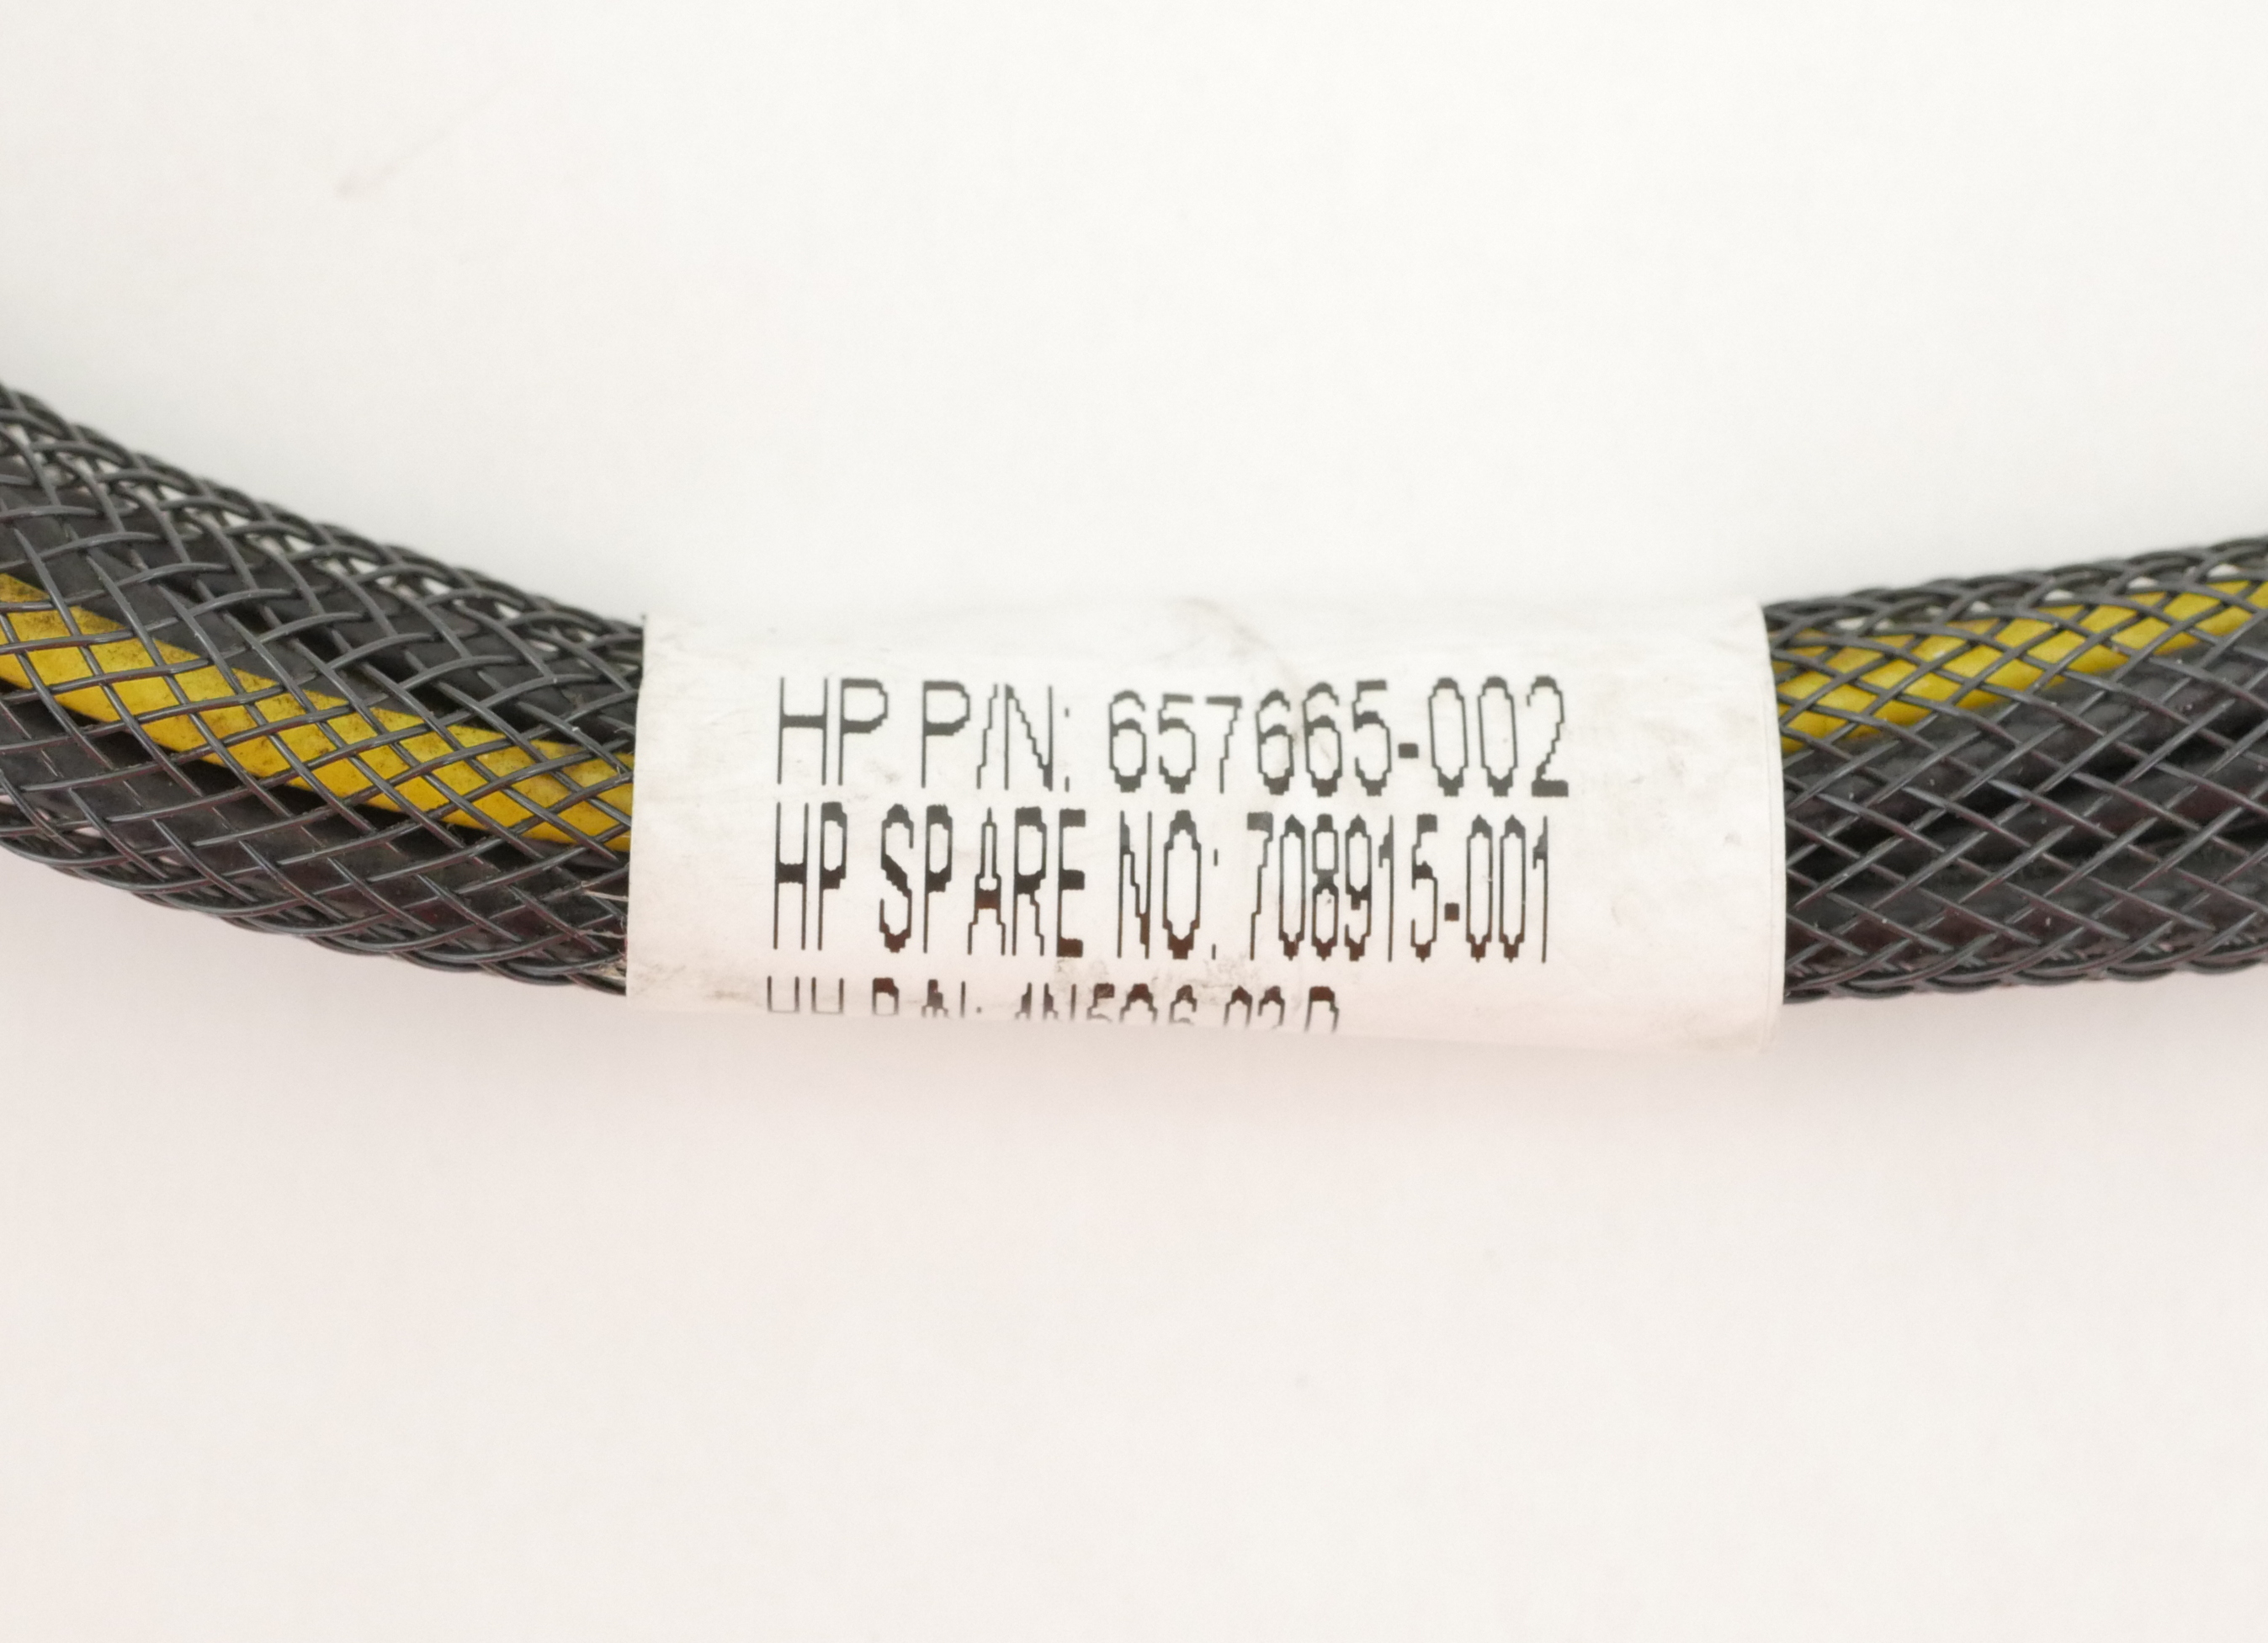 HP P/N: 657665-002
HP SPARE NO: 708915-001